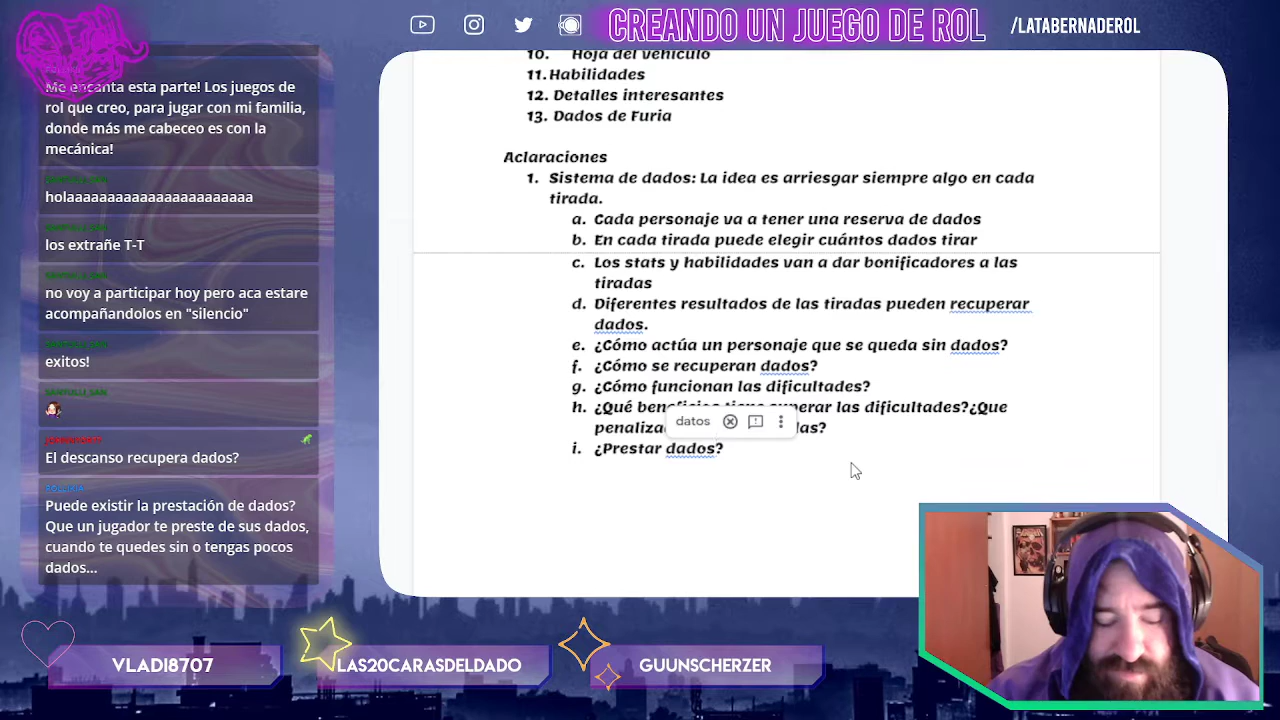 CREANDO UN JUEGO DE ROL
/LATABERNADEROL
Me encanta esta parte! Los juegos de
rol que creo, para jugar con mi familia,
donde más me cabeceo es con la
mecánica!
holaaaaaaaaaaaaaaaaaaaaaaa
los extrañe T-T
no voy a participar hoy pero aca estare
acompañandolos en "silencio"
exitos!
El descanso recupera dados?
Puede existir la prestación de dados?
Que un jugador te preste de sus dados,
cuando te quedes sin o tengas pocos
dados...
10. Hoja del vehículo
11. Habilidades
12. Detalles interesantes
13. Dados de Furia
Aclaraciones
1. Sistema de dados: La idea es arriesgar siempre algo en cada
tirada.
a. Cada personaje va a tener una reserva de dados
b. En cada tirada puede elegir cuántos dados tirar
c. Los stats y habilidades van a dar bonificadores a las
tiradas
d. Diferentes resultados de las tiradas pueden recuperar
dados.
e. ¿Cómo actúa un personaje que se queda sin dados?
f. ¿Cómo se recuperan dados?
g. ¿Cómo funcionan las dificultades?
h. ¿Qué superar las dificultades?¿Que
datos
i. ¿Prestar dados?
VLADI8707
LAS20CARASDELDADO
GUUNSCHERZER